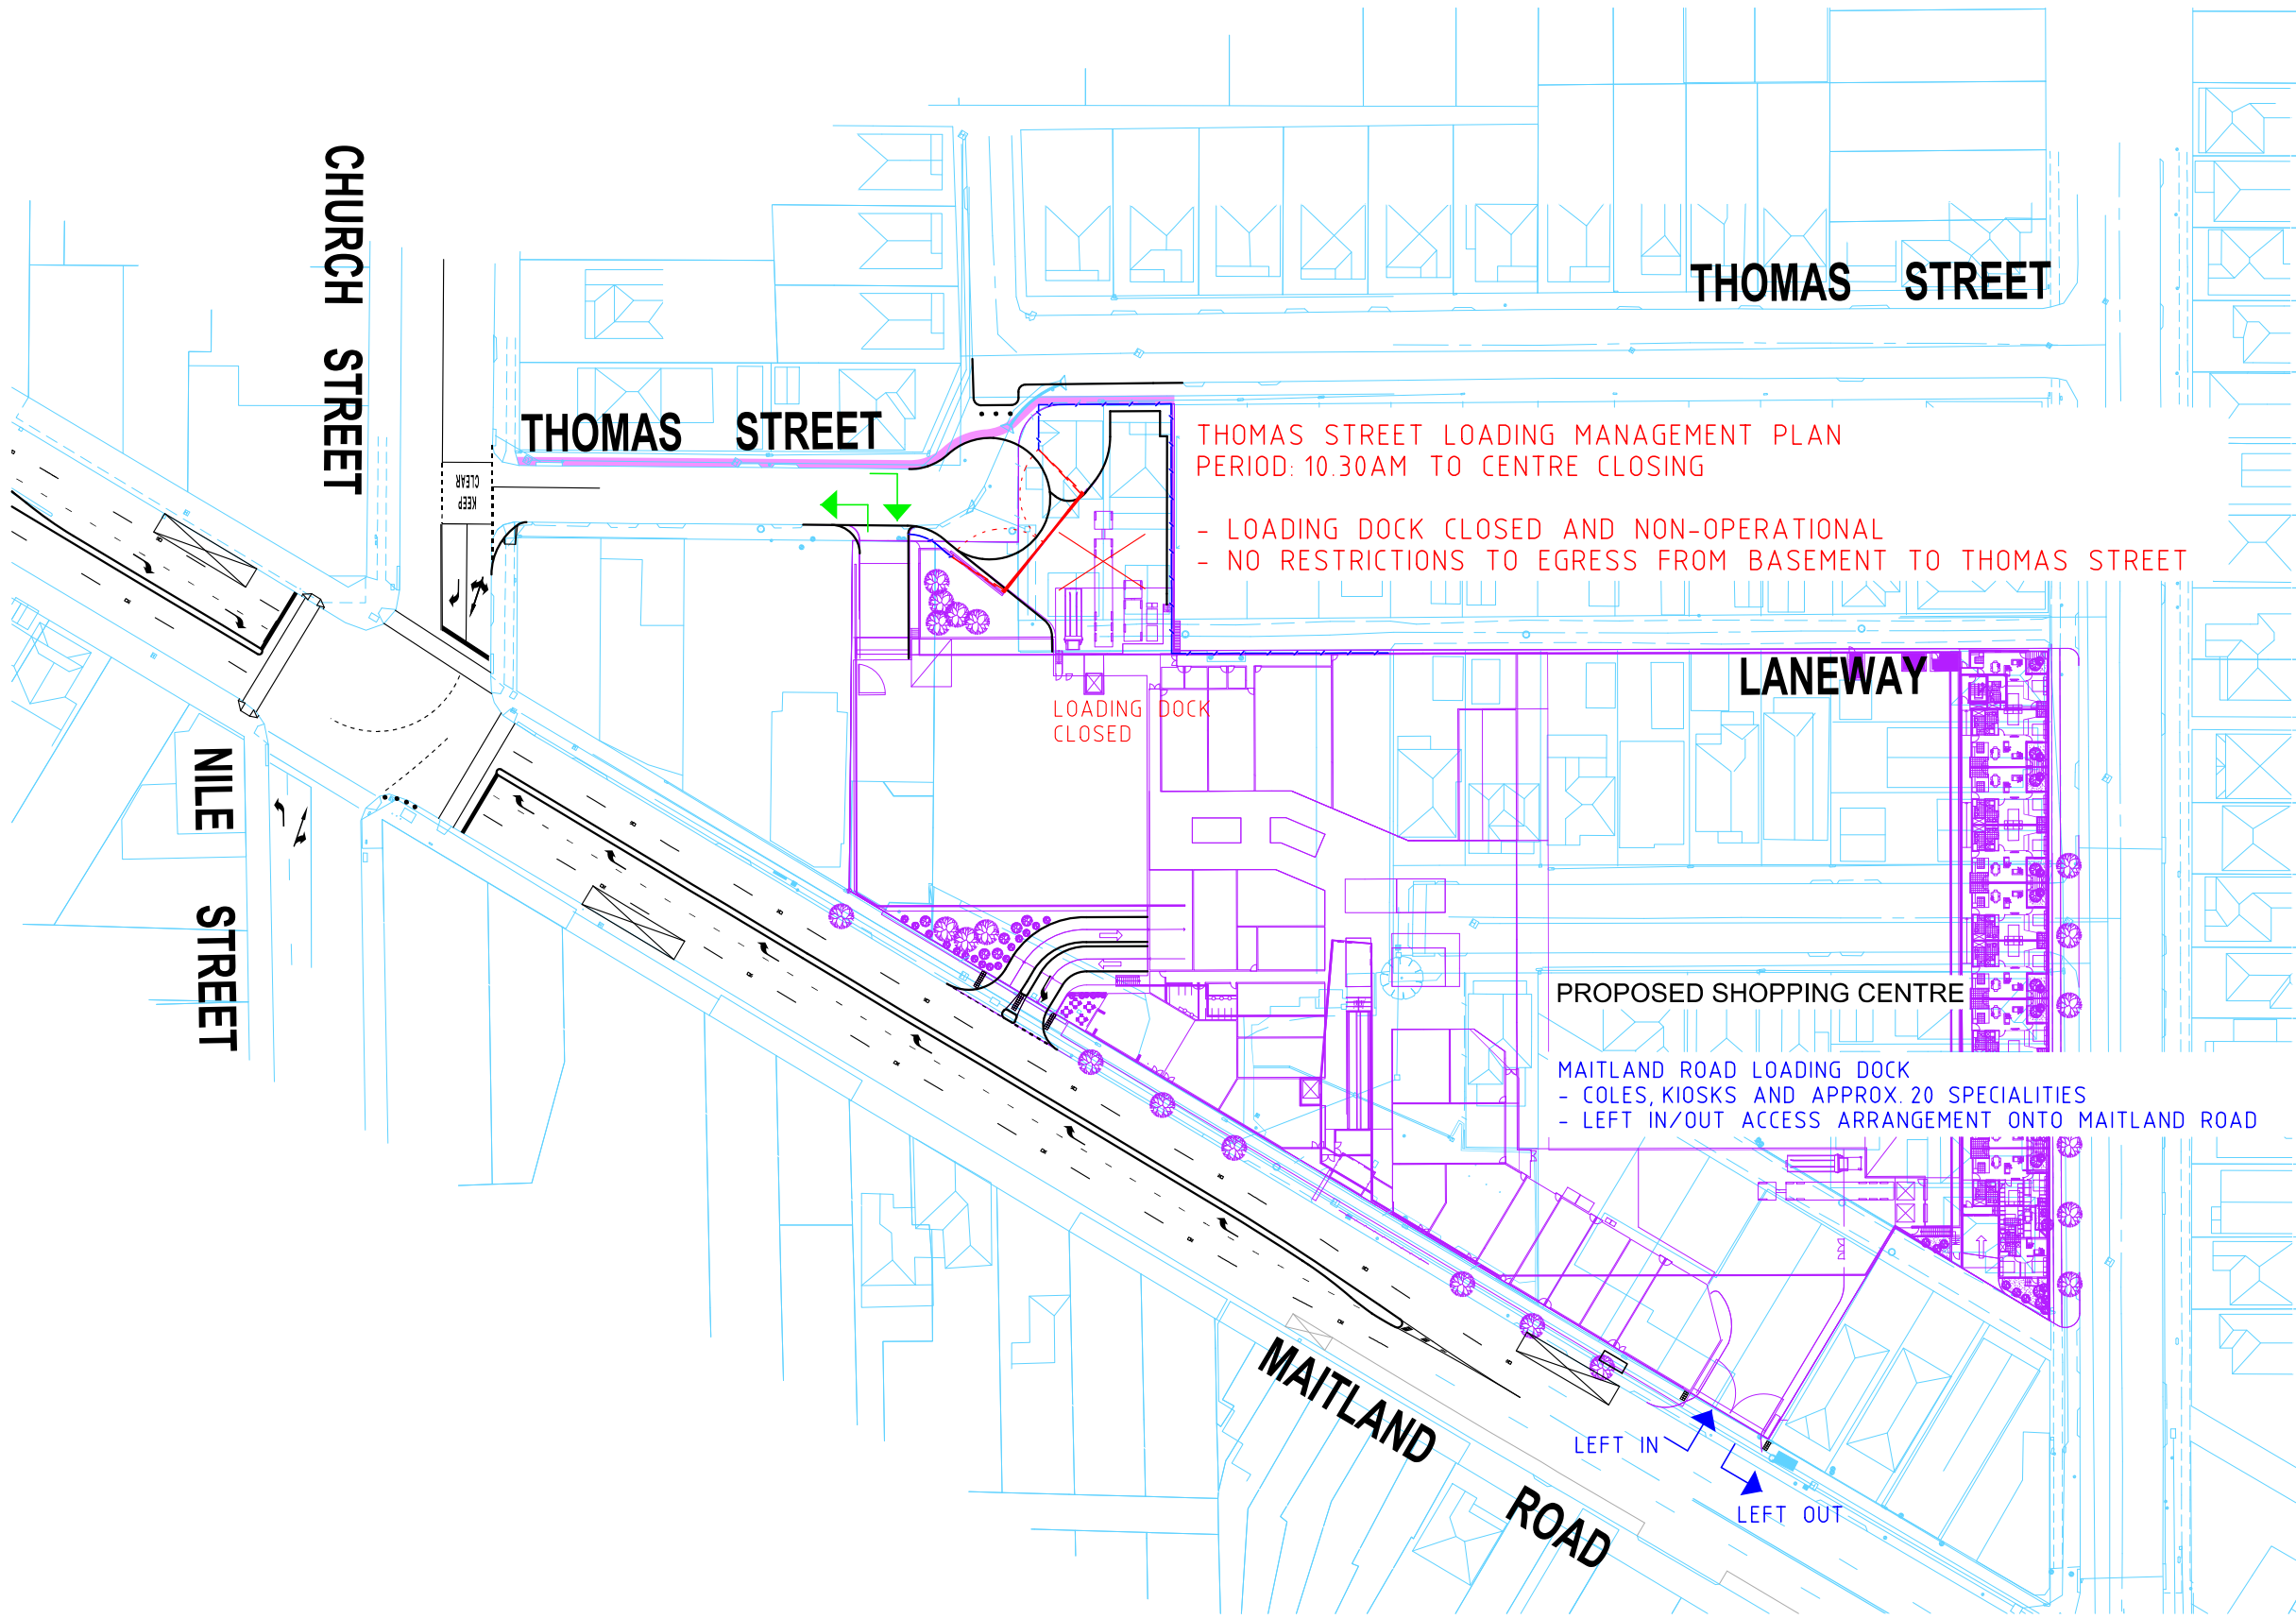 CHURCH STREET
THOMAS STREET
THOMAS STREET
KEEP
CLEAR
THOMAS STREET LOADING MANAGEMENT PLAN
PERIOD: 10.30AM TO CENTRE CLOSING
- LOADING DOCK CLOSED AND NON-OPERATIONAL
- NO RESTRICTIONS TO EGRESS FROM BASEMENT TO THOMAS STREET
LANEWAY
LOADING DOCK
CLOSED
NILE STREET
PROPOSED SHOPPING CENTRE
MAITLAND ROAD LOADING DOCK
- COLES, KIOSKS AND APPROX. 20 SPECIALITIES
- LEFT IN/OUT ACCESS ARRANGEMENT ONTO MAITLAND ROAD
MAITLAND ROAD
LEFT IN
LEFT OUT